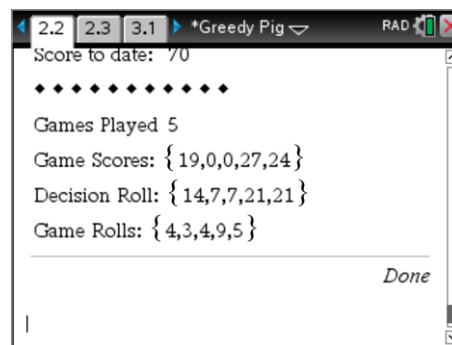 2.2 2.3 3.1 *Greedy Pig RAD
Score to date: 70
Games Played 5
Game Scores: {19,0,0,27,24}
Decision Roll: {14,7,7,21,21}
Game Rolls: {4,3,4,9,5}
Done